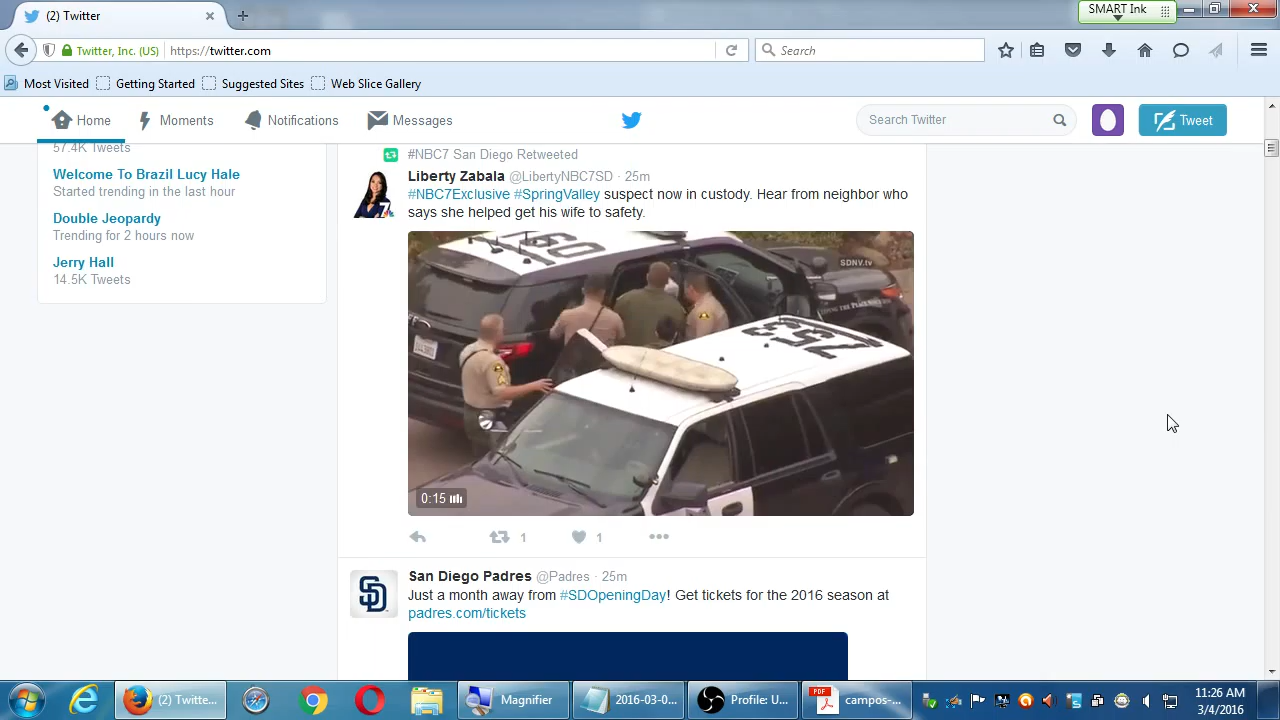 (2) Twitter
SMART Ink
Twitter, Inc. (US)
https://twitter.com
Search
Most Visited
Getting Started
Suggested Sites
Web Slice Gallery
Home
Moments
Notifications
Messages
Search Twitter
Tweet
57.4K Tweets
Welcome To Brazil Lucy Hale
Started trending in the last hour
Double Jeopardy
Trending for 2 hours now
Jerry Hall
14.5K Tweets
#NBC7 San Diego Retweeted
Liberty Zabala @LibertyNBC7SD · 25m
#NBC7Exclusive #SpringValley suspect now in custody. Hear from neighbor who
says she helped get his wife to safety.
SDNV.tv
253
0:15
1
1
San Diego Padres @Padres · 25m
Just a month away from #SDOpeningDay! Get tickets for the 2016 season at
padres.com/tickets
(2) Twitte...
Magnifier
2016-03-0...
Profile: U...
PDF
campos-...
11:26 AM
3/4/2016